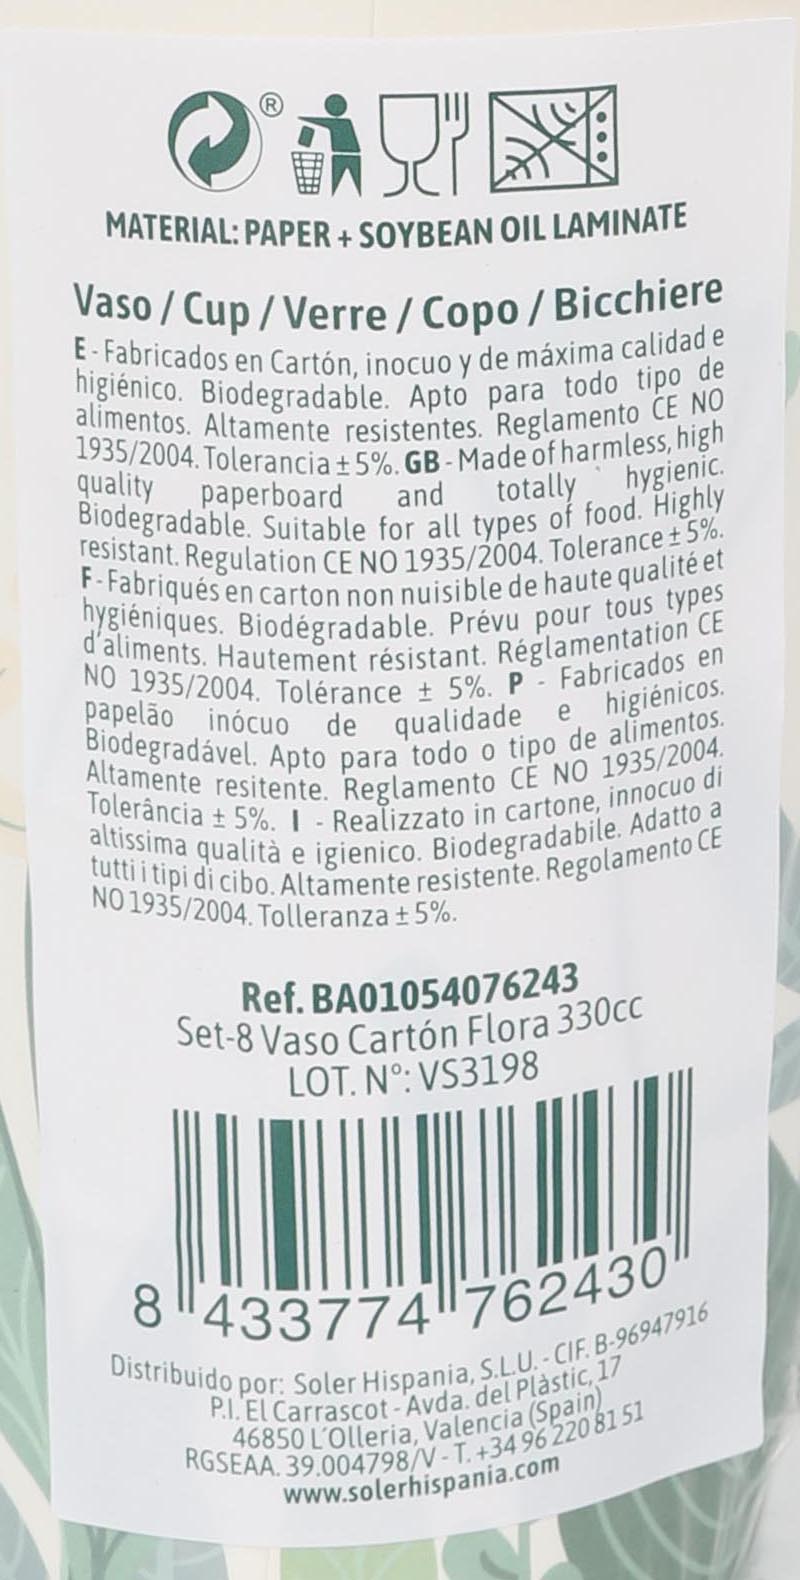 ®
MATERIAL: PAPER + SOYBEAN OIL LAMINATE
Vaso / Cup / Verre / Copo / Bicchiere
E - Fabricados en Cartón, inocuo y de máxima calidad e
higiénico. Biodegradable. Apto para todo tipo de
alimentos. Altamente resistentes. Reglamento CE NO
1935/2004. Tolerancia ± 5%. GB - Made of harmless, high
quality paperboard and totally hygienic.
Biodegradable. Suitable for all types of food. Highly
resistant. Regulation CE NO 1935/2004. Tolerance ± 5%.
F - Fabriqués en carton non nuisible de haute qualité et
hygiéniques. Biodégradable. Prévu pour tous types
d'aliments. Hautement résistant. Réglamentation CE
NO 1935/2004. Tolérance ± 5%. P - Fabricados en
papelão inócuo de qualidade e higiénicos.
Biodegradável. Apto para todo o tipo de alimentos.
Altamente resitente. Reglamento CE NO 1935/2004.
Tolerância ± 5%. I - Realizzato in cartone, innocuo di
altissima qualità e igienico. Biodegradabile. Adatto a
tutti i tipi di cibo. Altamente resistente. Regolamento CE
NO 1935/2004. Tolleranza ± 5%.
Ref. BA01054076243
Set-8 Vaso Cartón Flora 330cc
LOT. Nº: VS3198
8 433774 762430
Distribuido por: Soler Hispania, S.L.U. - CIF. B-96947916
P.I. El Carrascot - Avda. del Plàstic, 17
46850 L'Olleria, Valencia (Spain)
RGSEAA. 39.004798/V - T. +34 96 220 81 51
www.solerhispania.com